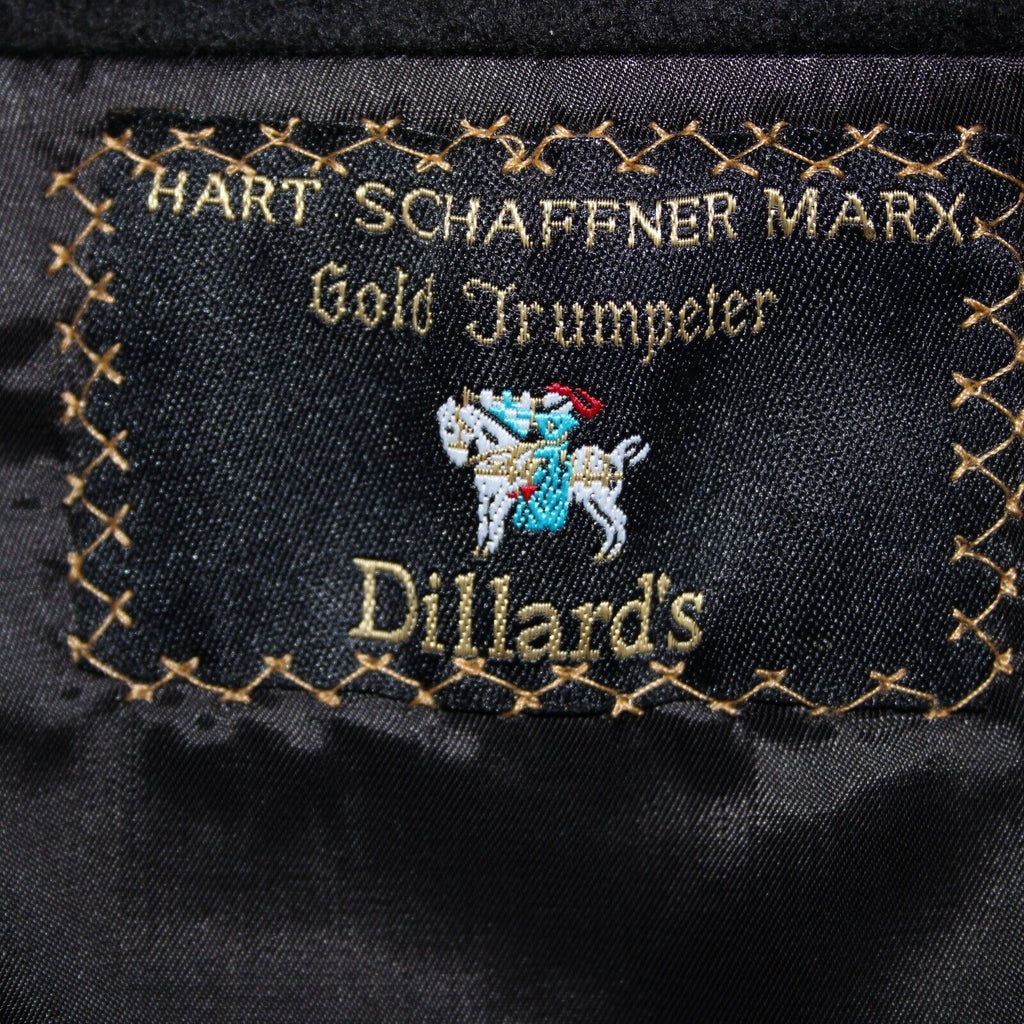 HART SCHAFFNER MARX
Gold Trumpeter
Dillard's